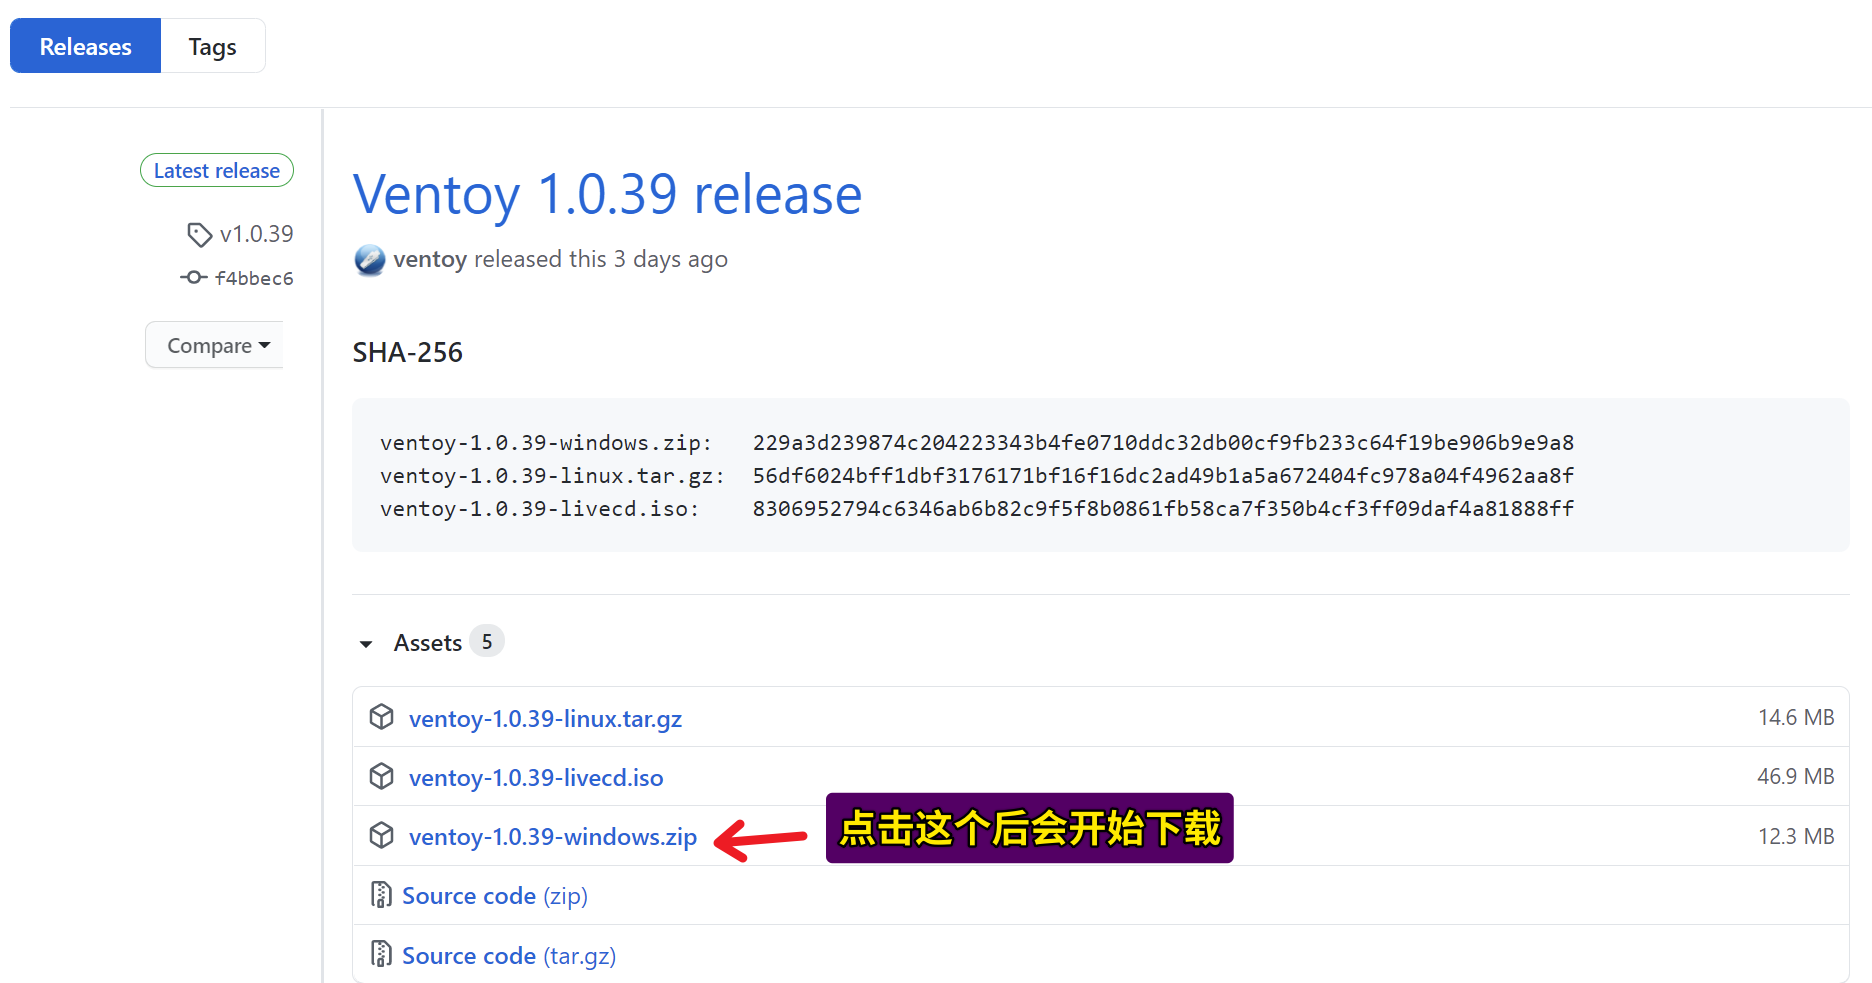 Releases Tags
Latest release
v1.0.39
f4bbec6
Compare
Ventoy 1.0.39 release
ventoy released this 3 days ago
SHA-256
ventoy-1.0.39-windows.zip: 229a3d239874c204223343b4fe0710ddc32db00cf9fb233c64f19be906b9e9a8
ventoy-1.0.39-linux.tar.gz: 56df6024bff1dbf3176171bf16f16dc2ad49b1a5a672404fc978a04f4962aa8f
ventoy-1.0.39-livecd.iso: 8306952794c6346ab6b82c9f5f8b0861fb58ca7f350b4cf3ff09daf4a81888ff
Assets 5
ventoy-1.0.39-linux.tar.gz 14.6 MB
ventoy-1.0.39-livecd.iso 46.9 MB
ventoy-1.0.39-windows.zip 点击这个后会开始下载 12.3 MB
Source code (zip)
Source code (tar.gz)